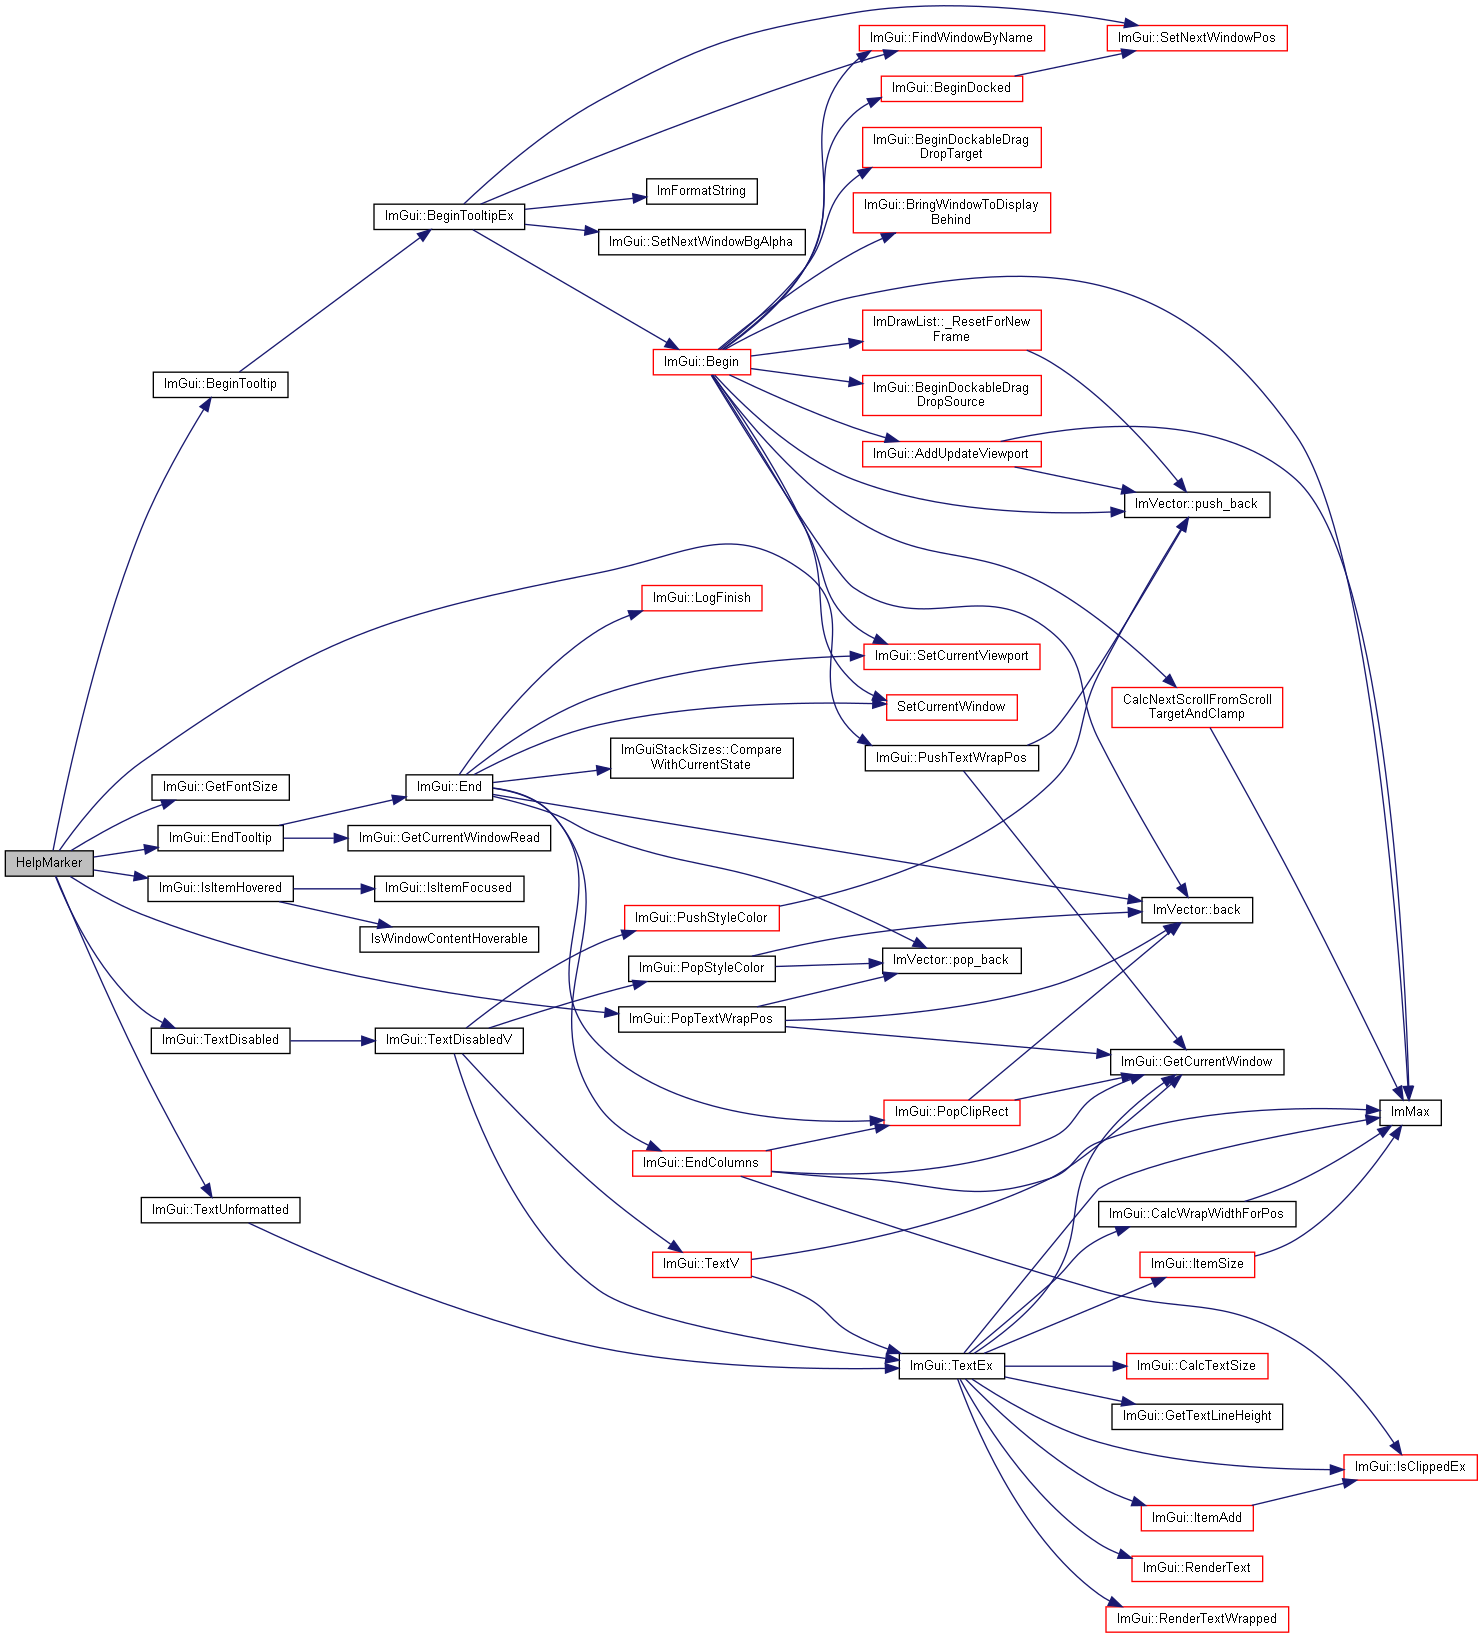 ImGui::FindWindowByName
ImGui::SetNextWindowPos
ImGui::BeginDocked
ImGui::BeginDockableDrag
DropTarget
ImFormatString
ImGui::BringWindowToDisplay
Behind
ImGui::BeginTooltipEx
ImGui::SetNextWindowBgAlpha
ImDrawList::_ResetForNew
Frame
ImGui::Begin
ImGui::BeginTooltip
ImGui::BeginDockableDrag
DropSource
ImGui::AddUpdateViewport
ImVector::push_back
ImGui::LogFinish
ImGui::SetCurrentViewport
SetCurrentWindow
CalcNextScrollFromScroll
TargetAndClamp
ImGuiStackSizes::Compare
WithCurrentState
ImGui::PushTextWrapPos
ImGui::GetFontSize
ImGui::End
ImGui::EndTooltip
ImGui::GetCurrentWindowRead
HelpMarker
ImGui::IsItemHovered
ImGui::IsItemFocused
IsWindowContentHoverable
ImGui::PushStyleColor
ImVector::back
ImGui::PopStyleColor
ImVector::pop_back
ImGui::PopTextWrapPos
ImGui::TextDisabled
ImGui::TextDisabledV
ImGui::GetCurrentWindow
ImGui::PopClipRect
ImMax
ImGui::EndColumns
ImGui::TextUnformatted
ImGui::CalcWrapWidthForPos
ImGui::TextV
ImGui::ItemSize
ImGui::TextEx
ImGui::CalcTextSize
ImGui::GetTextLineHeight
ImGui::IsClippedEx
ImGui::ItemAdd
ImGui::RenderText
ImGui::RenderTextWrapped